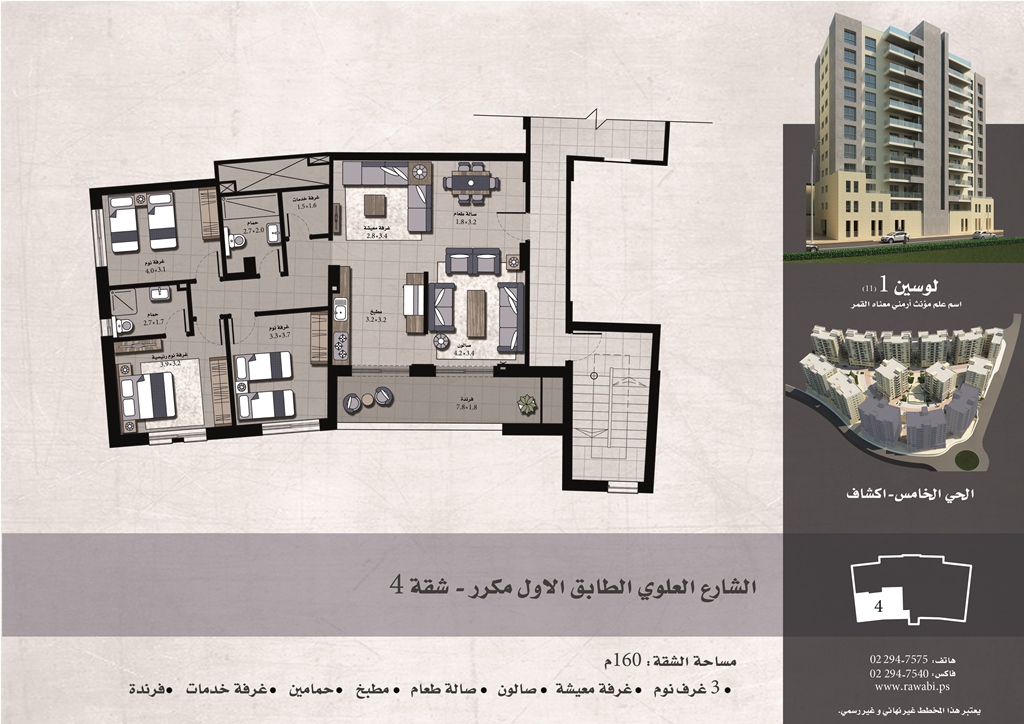 غرفة خدمات
1.5*1.6
حمام
2.7*2.0
غرفة معيشة
2.8*3.4
صالة طعام
1.8*3.2
غرفة نوم
4.0*3.1
حمام
2.7*1.7
غرفة نوم رئيسية
3.9*3.2
غرفة نوم
3.3*3.7
مطبخ
3.2*3.2
صالون
4.2*3.4
فرندة
7.8*1.8
لوسين 1 (11)
اسم علم مؤنث أرمني معناه القمر
الحي الخامس - اكشاف
4
الشارع العلوي الطابق الاول مكرر - شقة 4
مساحة الشقة: 160م
• 3 غرف نوم • غرفة معيشة • صالون • صالة طعام • مطبخ • حمامين • غرفة خدمات • فرندة
هاتف: 02 294-7575
فاكس: 02 294-7540
www.rawabi.ps
يعتبر هذا المخطط غير نهائي و غير رسمي.